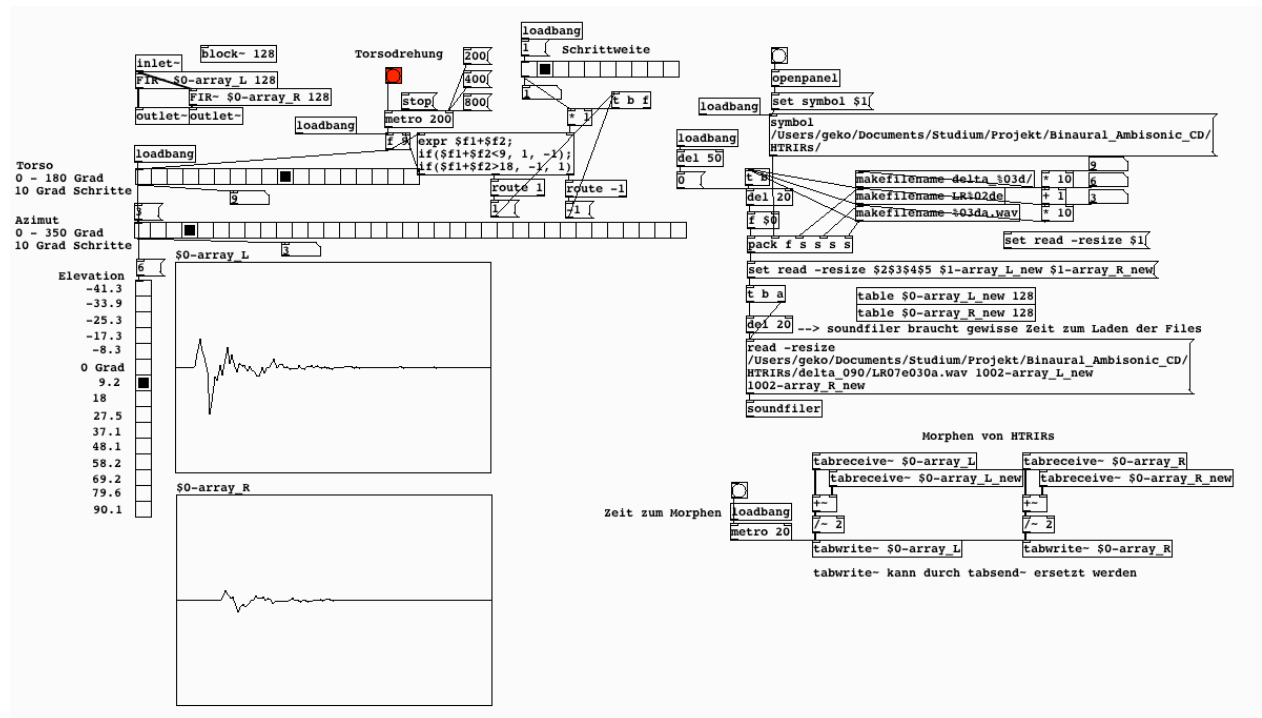 loadbang
1
Schrittweite
block~ 128
Torsodrehung
200
400
800
inlet~
FIR~ $0-array_L 128
FIR~ $0-array_R 128
outlet~
outlet~
stop
metro 200
1
t b f
* 1
loadbang
f 9
expr $f1+$f2;
if($f1+$f2<9, 1, -1);
if($f1+$f2>18, -1, 1)
loadbang
Torso
0 - 180 Grad
10 Grad Schritte
9
route 1
route -1
1
-1
3
Azimut
0 - 350 Grad
10 Grad Schritte
3
6
Elevation
-41.3
-33.9
-25.3
-17.3
-8.3
0 Grad
9.2
18
27.5
37.1
48.1
58.2
69.2
79.6
90.1
$0-array_L
$0-array_R
openpanel
set symbol $1
loadbang
symbol
/Users/geko/Documents/Studium/Projekt/Binaural_Ambisonic_CD/
HTRIRs/
loadbang
del 50
0
t b
del 20
f $0
makefilename delta_%03d/
makefilename LR%02de
makefilename %03da.wav
* 10
+ 1
* 10
9
6
3
pack f s s s s
set read -resize $1
set read -resize $2$3$4$5 $1-array_L_new $1-array_R_new
t b a
table $0-array_L_new 128
table $0-array_R_new 128
del 20
--> soundfiler braucht gewisse Zeit zum Laden der Files
read -resize
/Users/geko/Documents/Studium/Projekt/Binaural_Ambisonic_CD/
HTRIRs/delta_090/LR07e030a.wav 1002-array_L_new
1002-array_R_new
soundfiler
Morphen von HTRIRs
tabreceive~ $0-array_L
tabreceive~ $0-array_L_new
+~
/~ 2
tabwrite~ $0-array_L
tabreceive~ $0-array_R
tabreceive~ $0-array_R_new
+~
/~ 2
tabwrite~ $0-array_R
Zeit zum Morphen
loadbang
metro 20
tabwrite~ kann durch tabsend~ ersetzt werden